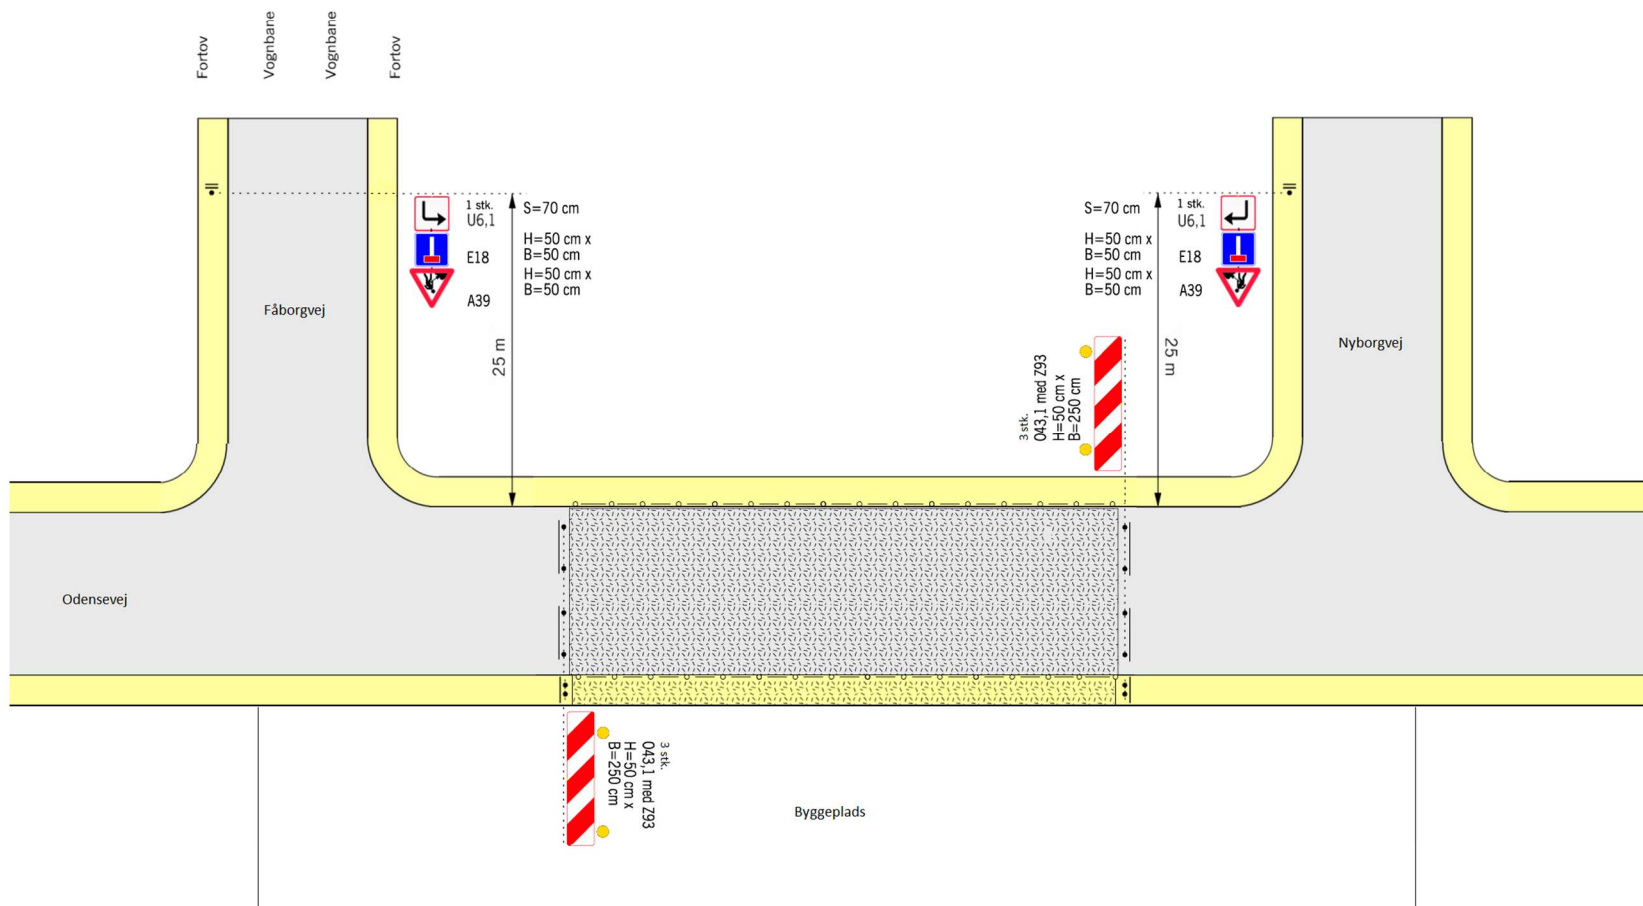 Fortov
Vognbane
Vognbane
Fortov
1 stk.
U6,1
S=70 cm
E18
H=50 cm x
B=50 cm
A39
H=50 cm x
B=50 cm
25 m
Fåborgvej
S=70 cm
1 stk.
U6,1
H=50 cm x
B=50 cm
E18
H=50 cm x
B=50 cm
A39
25 m
Nyborgvej
3 stk.
O43,1 med Z93
H=50 cm x
B=250 cm
Odensevej
3 stk.
O43,1 med Z93
H=50 cm x
B=250 cm
Byggeplads